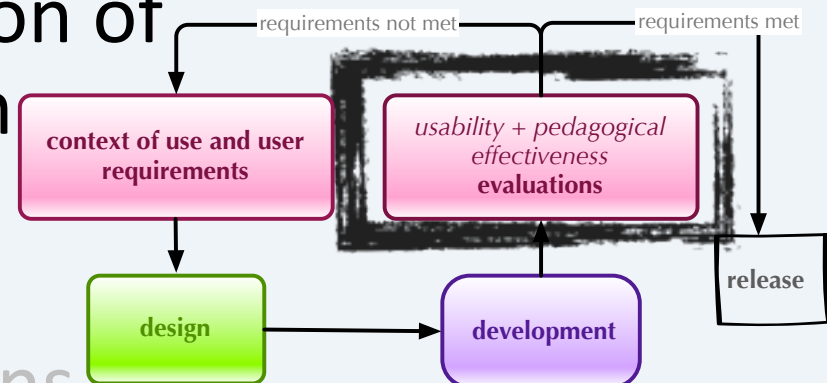 on of
requirements not met
requirements met
context of use and user
requirements
usability + pedagogical
effectiveness
evaluations
release
design
development